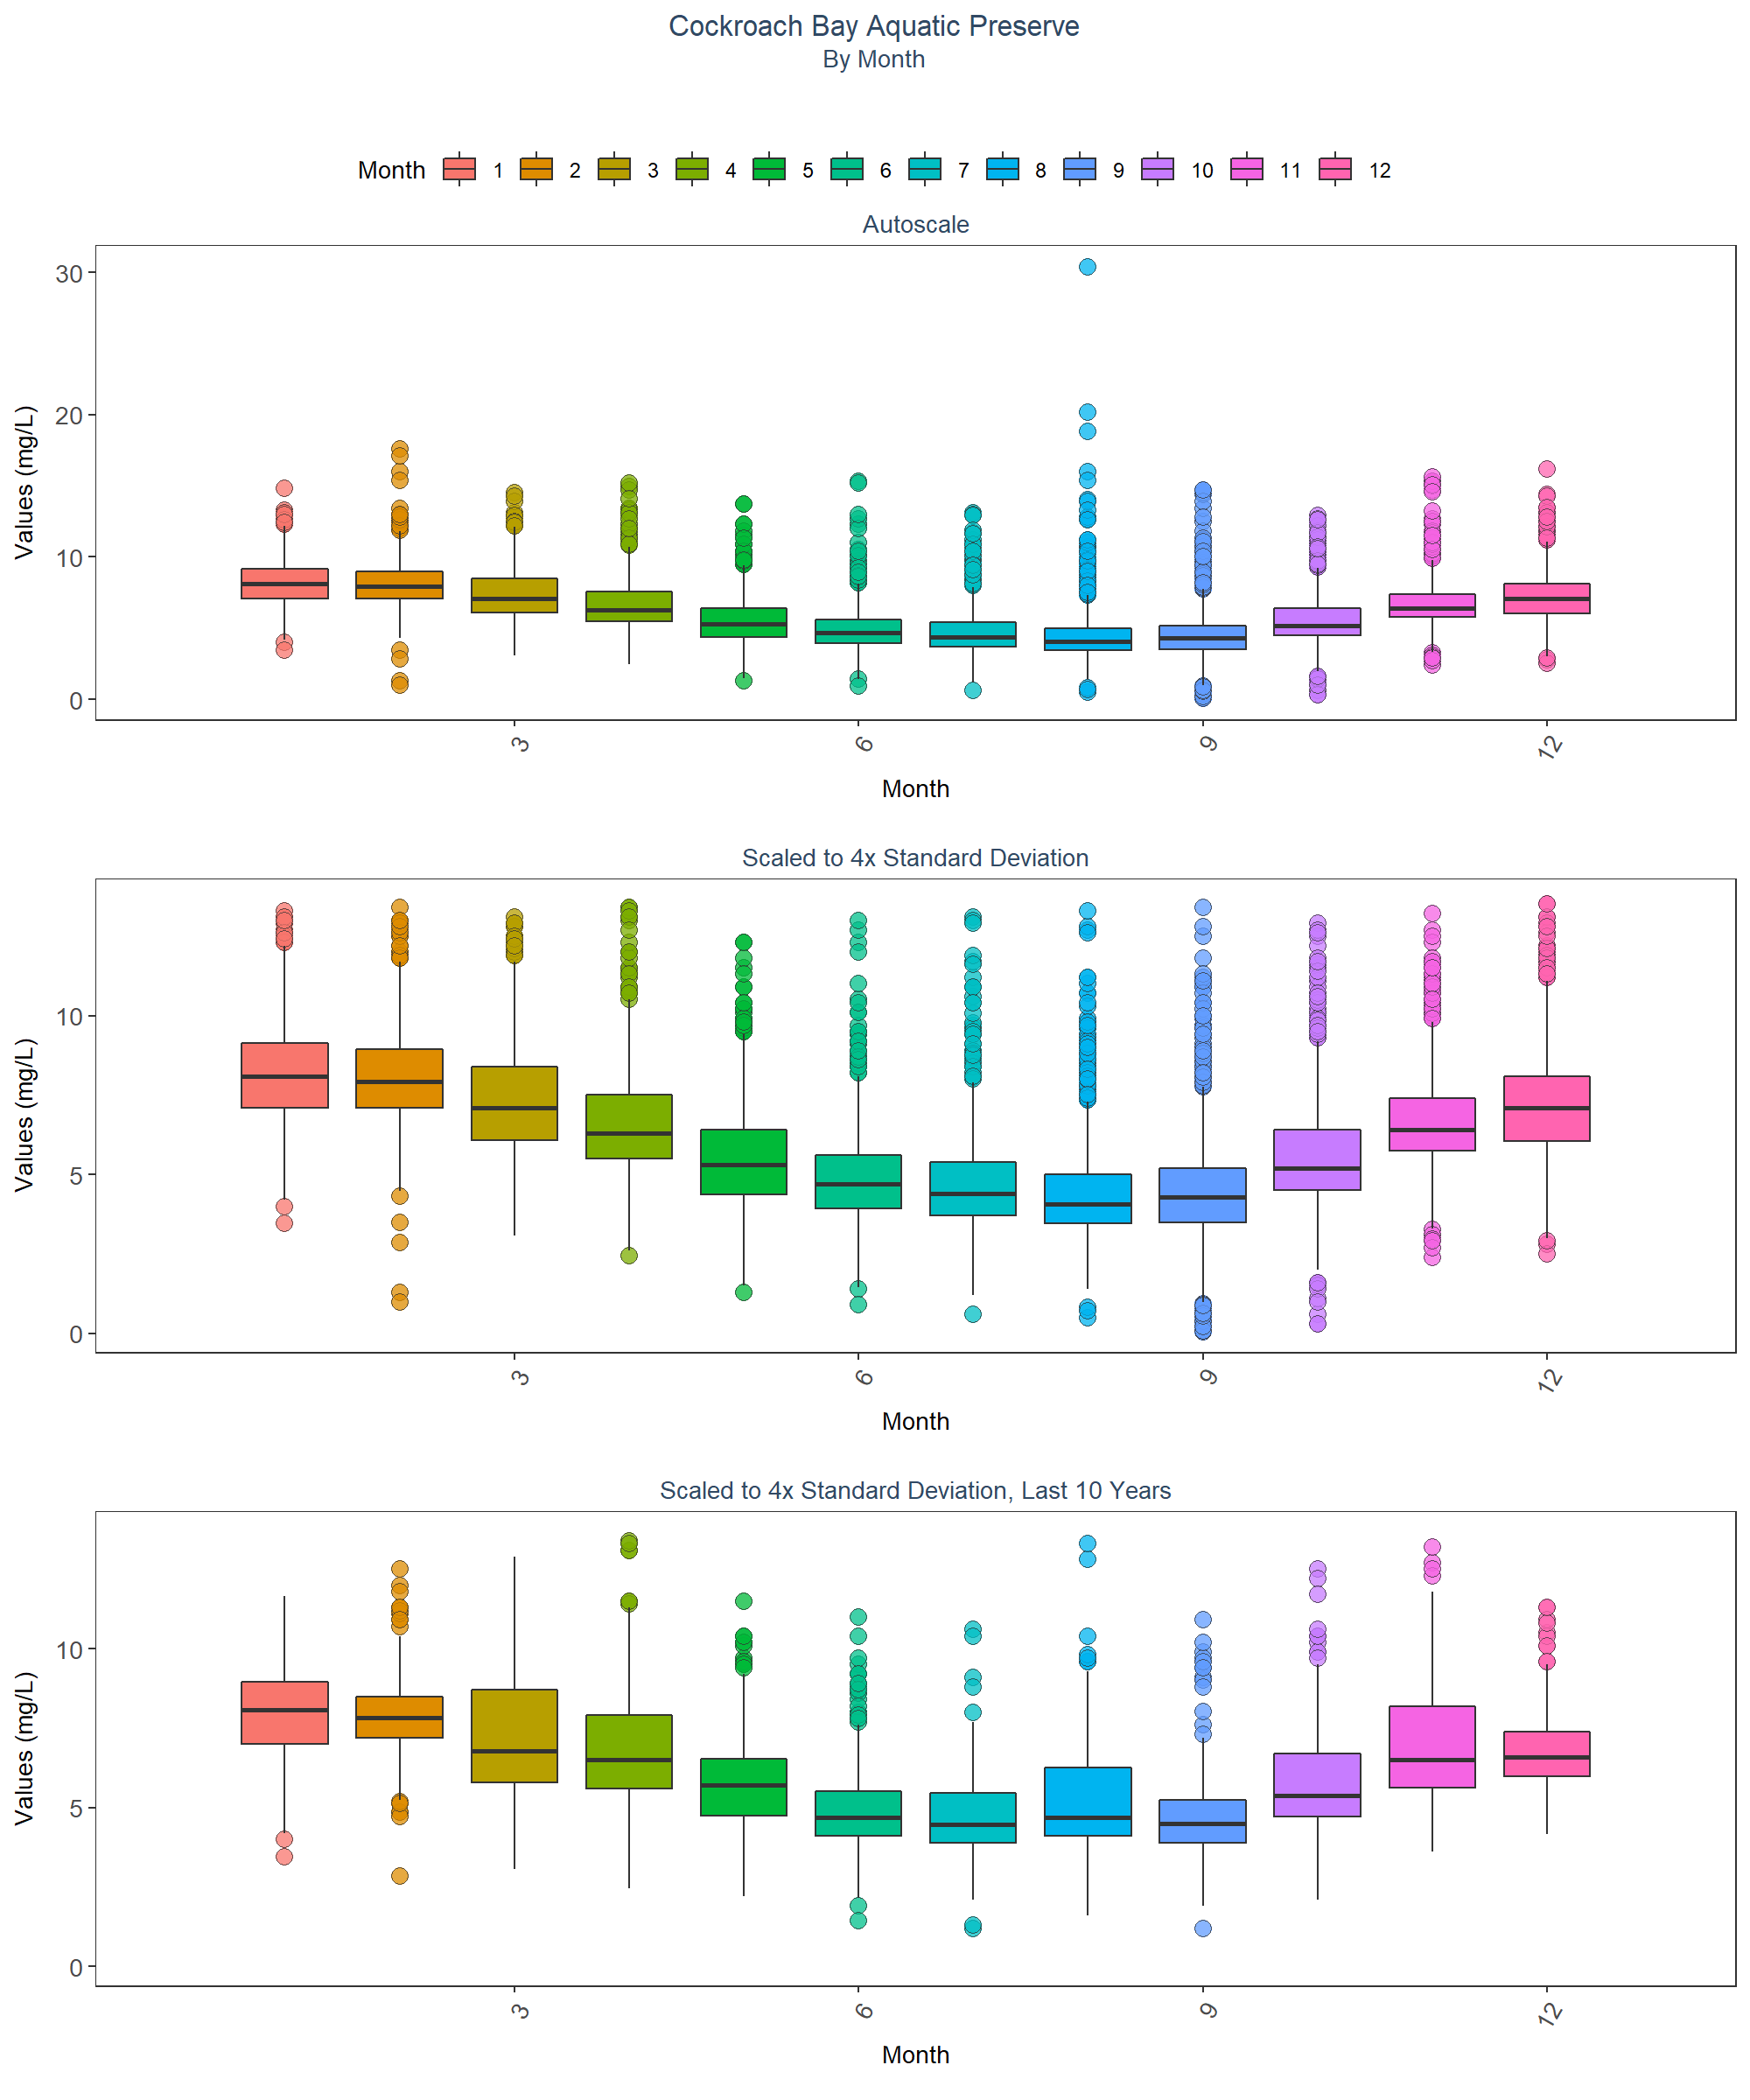 Cockroach Bay Aquatic Preserve
By Month
Month 1 2 3 4 5 6 7 8 9 10 11 12
Autoscale
Values (mg/L)
30
20
10
0
3 6 9 12
Month
Scaled to 4x Standard Deviation
Values (mg/L)
10
5
0
3 6 9 12
Month
Scaled to 4x Standard Deviation, Last 10 Years
Values (mg/L)
10
5
0
3 6 9 12
Month